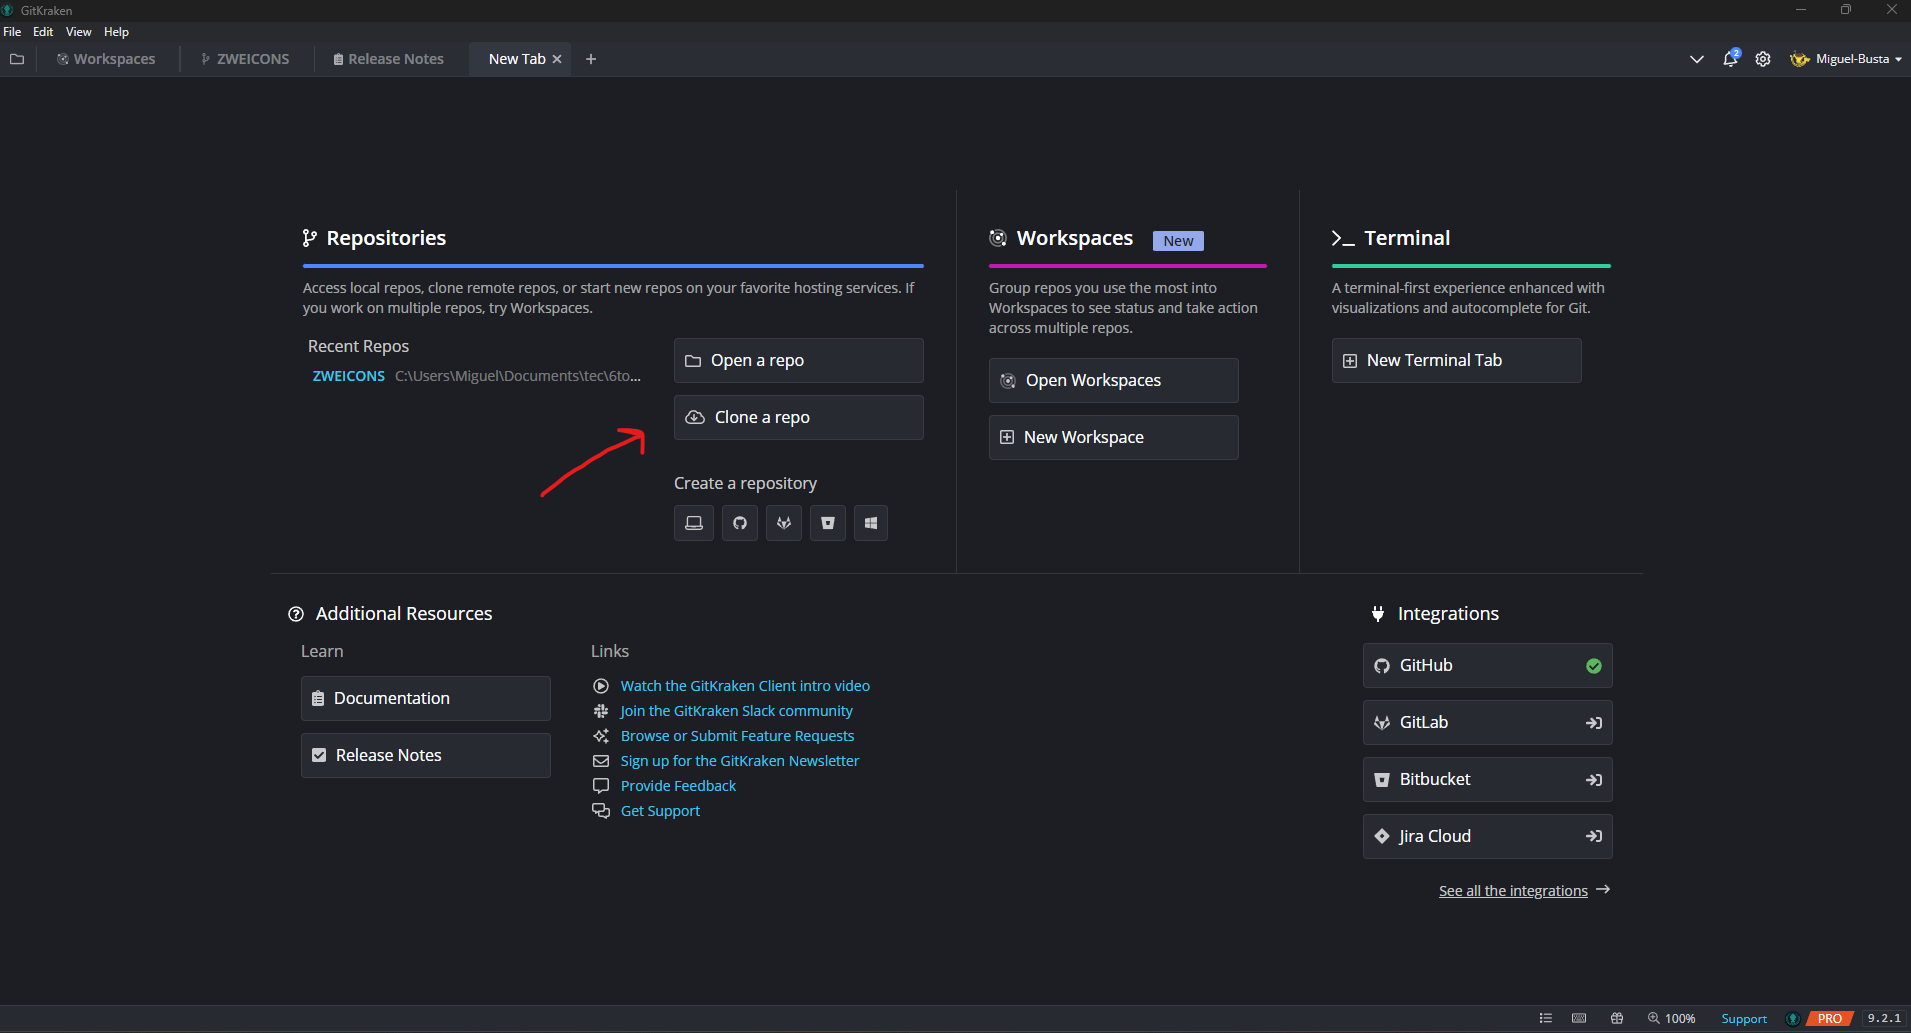 GitKraken
File Edit View Help
Workspaces ZWEICONS Release Notes New Tab 2 Miguel-Busta
Repositories
Access local repos, clone remote repos, or start new repos on your favorite hosting services. If
you work on multiple repos, try Workspaces.
Recent Repos
ZWEICONS C:\Users\Miguel\Documents\tec\6to...
Open a repo
Clone a repo
Create a repository
Workspaces New
Group repos you use the most into
Workspaces to see status and take action
across multiple repos.
Open Workspaces
New Workspace
Terminal
A terminal-first experience enhanced with
visualizations and autocomplete for Git.
New Terminal Tab
Additional Resources
Learn
Documentation
Release Notes
Links
Watch the GitKraken Client intro video
Join the GitKraken Slack community
Browse or Submit Feature Requests
Sign up for the GitKraken Newsletter
Provide Feedback
Get Support
Integrations
GitHub
GitLab
Bitbucket
Jira Cloud
See all the integrations
100% Support PRO 9.2.1